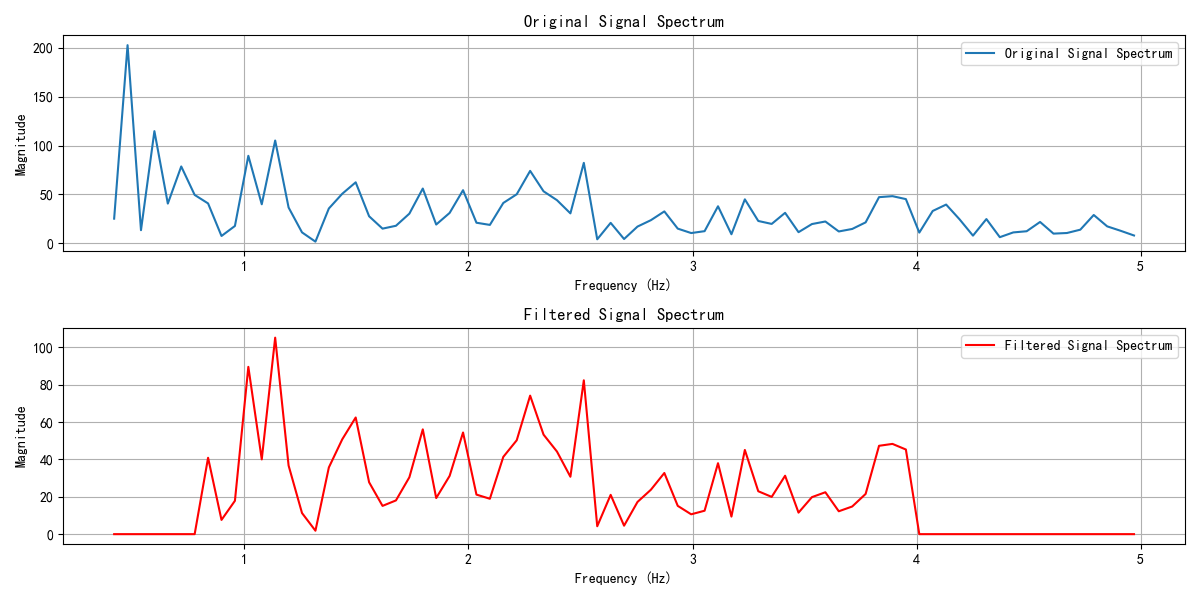 Original Signal Spectrum
200
150
100
50
0
Magnitude
Original Signal Spectrum
1 2 3 4 5
Frequency (Hz)
Filtered Signal Spectrum
100
80
60
40
20
0
Magnitude
Filtered Signal Spectrum
1 2 3 4 5
Frequency (Hz)